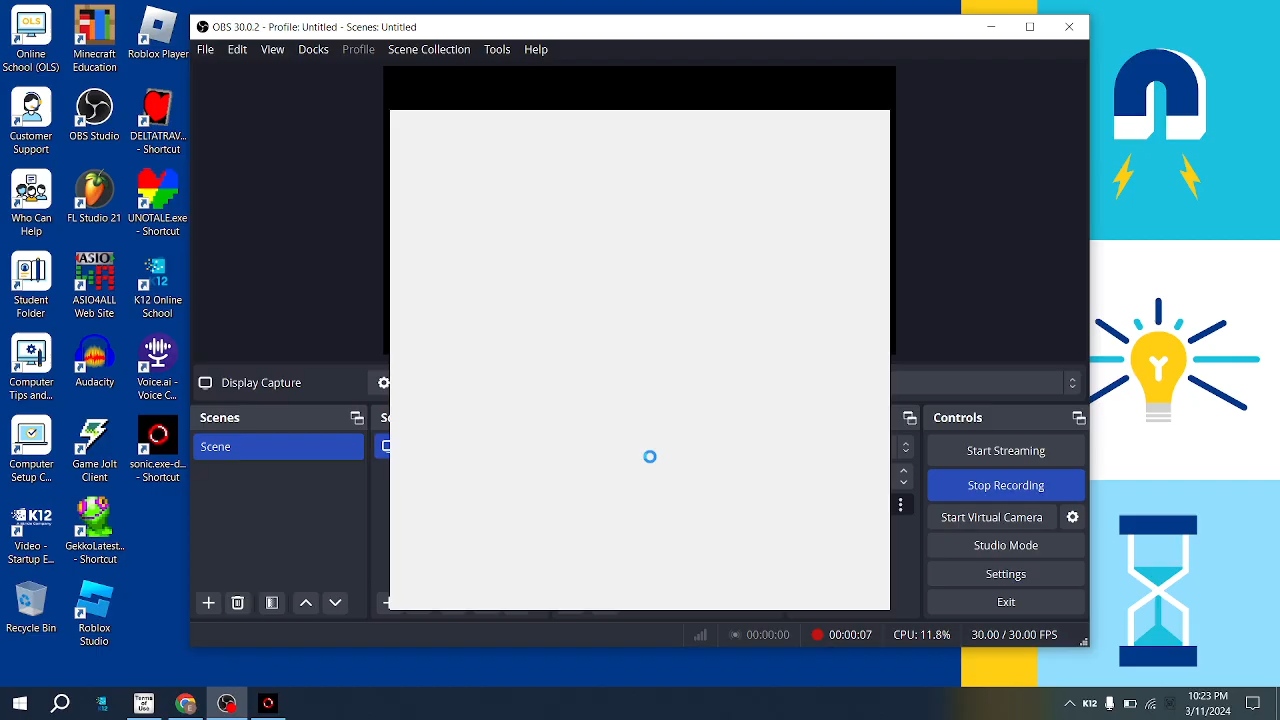 OBS 30.0.2 - Profile: Untitled - Scenes: Untitled
File Edit View Docks Profile Scene Collection Tools Help
Online School (OLS)
OLS
Minecraft Education
Roblox Player
Customer Support
OBS Studio
DELTATRAV... - Shortcut
Who Can Help
FL Studio 21
UNOTALE.exe - Shortcut
Student Folder
ASIO
ASIO4ALL Web Site
K12
K12 Online School
Computer Tips and...
Audacity
Voice.ai - Voice C...
Computer Setup C...
Game Jolt Client
sonic.exe-d... - Shortcut
K12
Video - Setup E...
GekkoLatest... - Shortcut
Recycle Bin
Roblox Studio
Display Capture
Scenes
Scene
Controls
Start Streaming
Stop Recording
Start Virtual Camera
Studio Mode
Settings
Exit
00:00:00
00:00:07
CPU: 11.8%
30.00 / 30.00 FPS
Terms of Use
K12
10:23 PM
3/11/2024